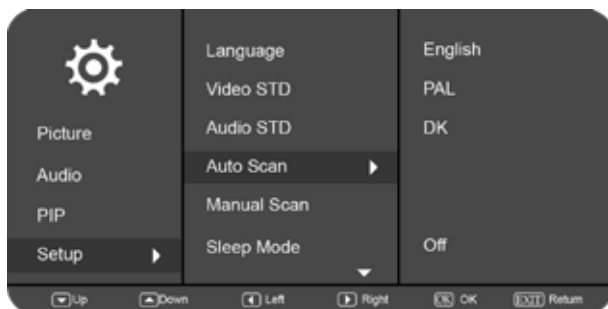 Language English
Video STD PAL
Picture Audio STD DK
Audio Auto Scan
PIP Manual Scan
Setup Sleep Mode Off
Up Down Left Right OK OK EXIT Return